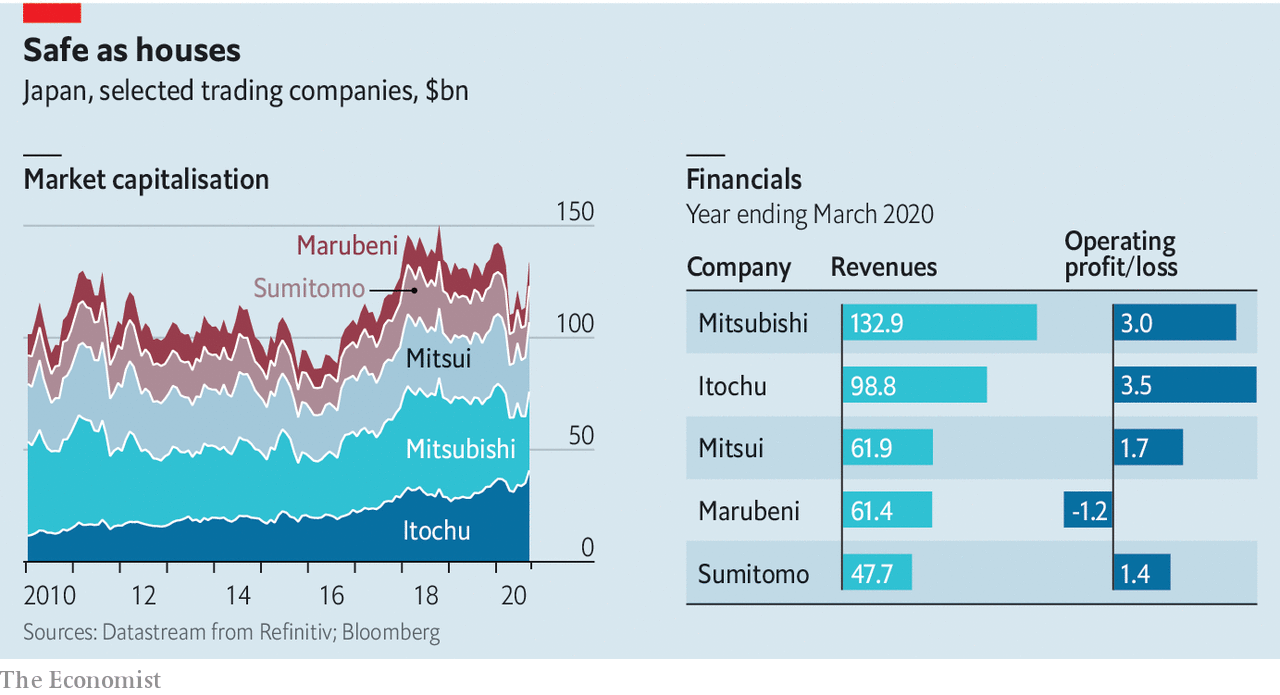 Safe as houses
Japan, selected trading companies, $bn
Market capitalisation
150
Marubeni
Sumitomo
100
Mitsui
Mitsubishi
50
Itochu
0
2010 12 14 16 18 20
Financials
Year ending March 2020
Company Revenues Operating profit/loss
Mitsubishi 132.9 3.0
Itochu 98.8 3.5
Mitsui 61.9 1.7
Marubeni 61.4 -1.2
Sumitomo 47.7 1.4
Sources: Datastream from Refinitiv; Bloomberg
The Economist